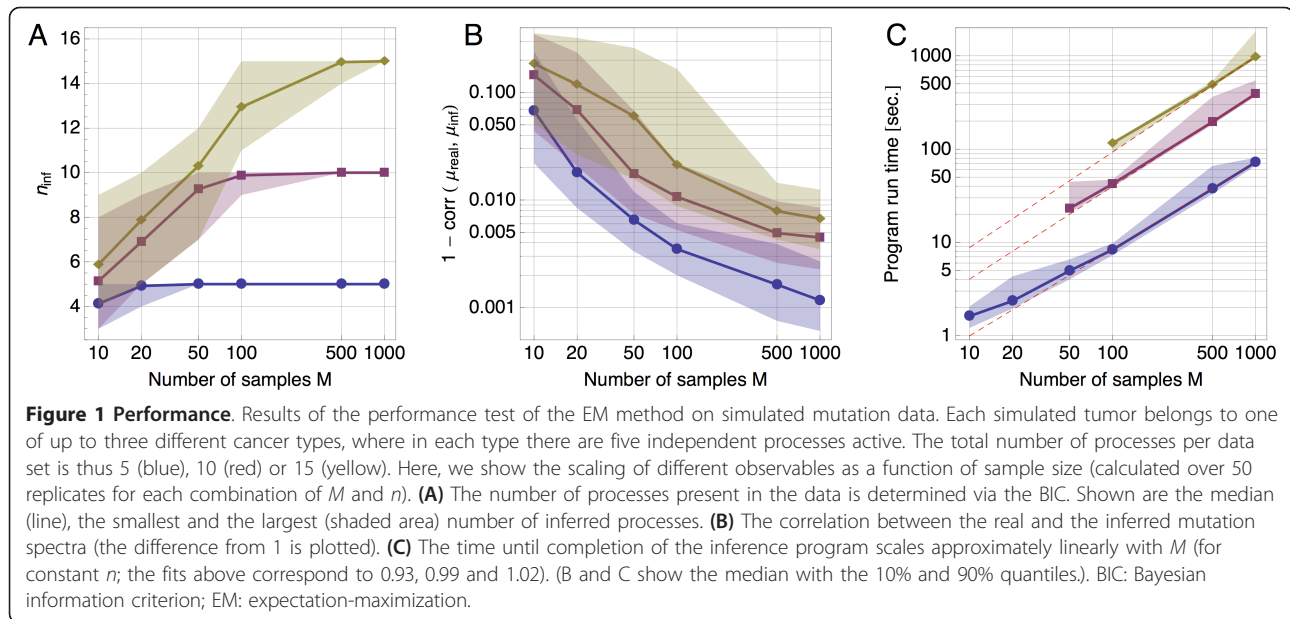 A
16
14
12
10
8
6
4
n_inf
10 20 50 100 500 1000
Number of samples M
B
0.100
0.050
0.010
0.005
0.001
1 − corr ( μ_real, μ_inf)
10 20 50 100 500 1000
Number of samples M
C
1000
500
100
50
10
5
1
Program run time [sec.]
10 20 50 100 500 1000
Number of samples M
Figure 1 Performance. Results of the performance test of the EM method on simulated mutation data. Each simulated tumor belongs to one
of up to three different cancer types, where in each type there are five independent processes active. The total number of processes per data
set is thus 5 (blue), 10 (red) or 15 (yellow). Here, we show the scaling of different observables as a function of sample size (calculated over 50
replicates for each combination of M and n). (A) The number of processes present in the data is determined via the BIC. Shown are the median
(line), the smallest and the largest (shaded area) number of inferred processes. (B) The correlation between the real and the inferred mutation
spectra (the difference from 1 is plotted). (C) The time until completion of the inference program scales approximately linearly with M (for
constant n; the fits above correspond to 0.93, 0.99 and 1.02). (B and C show the median with the 10% and 90% quantiles.). BIC: Bayesian
information criterion; EM: expectation-maximization.